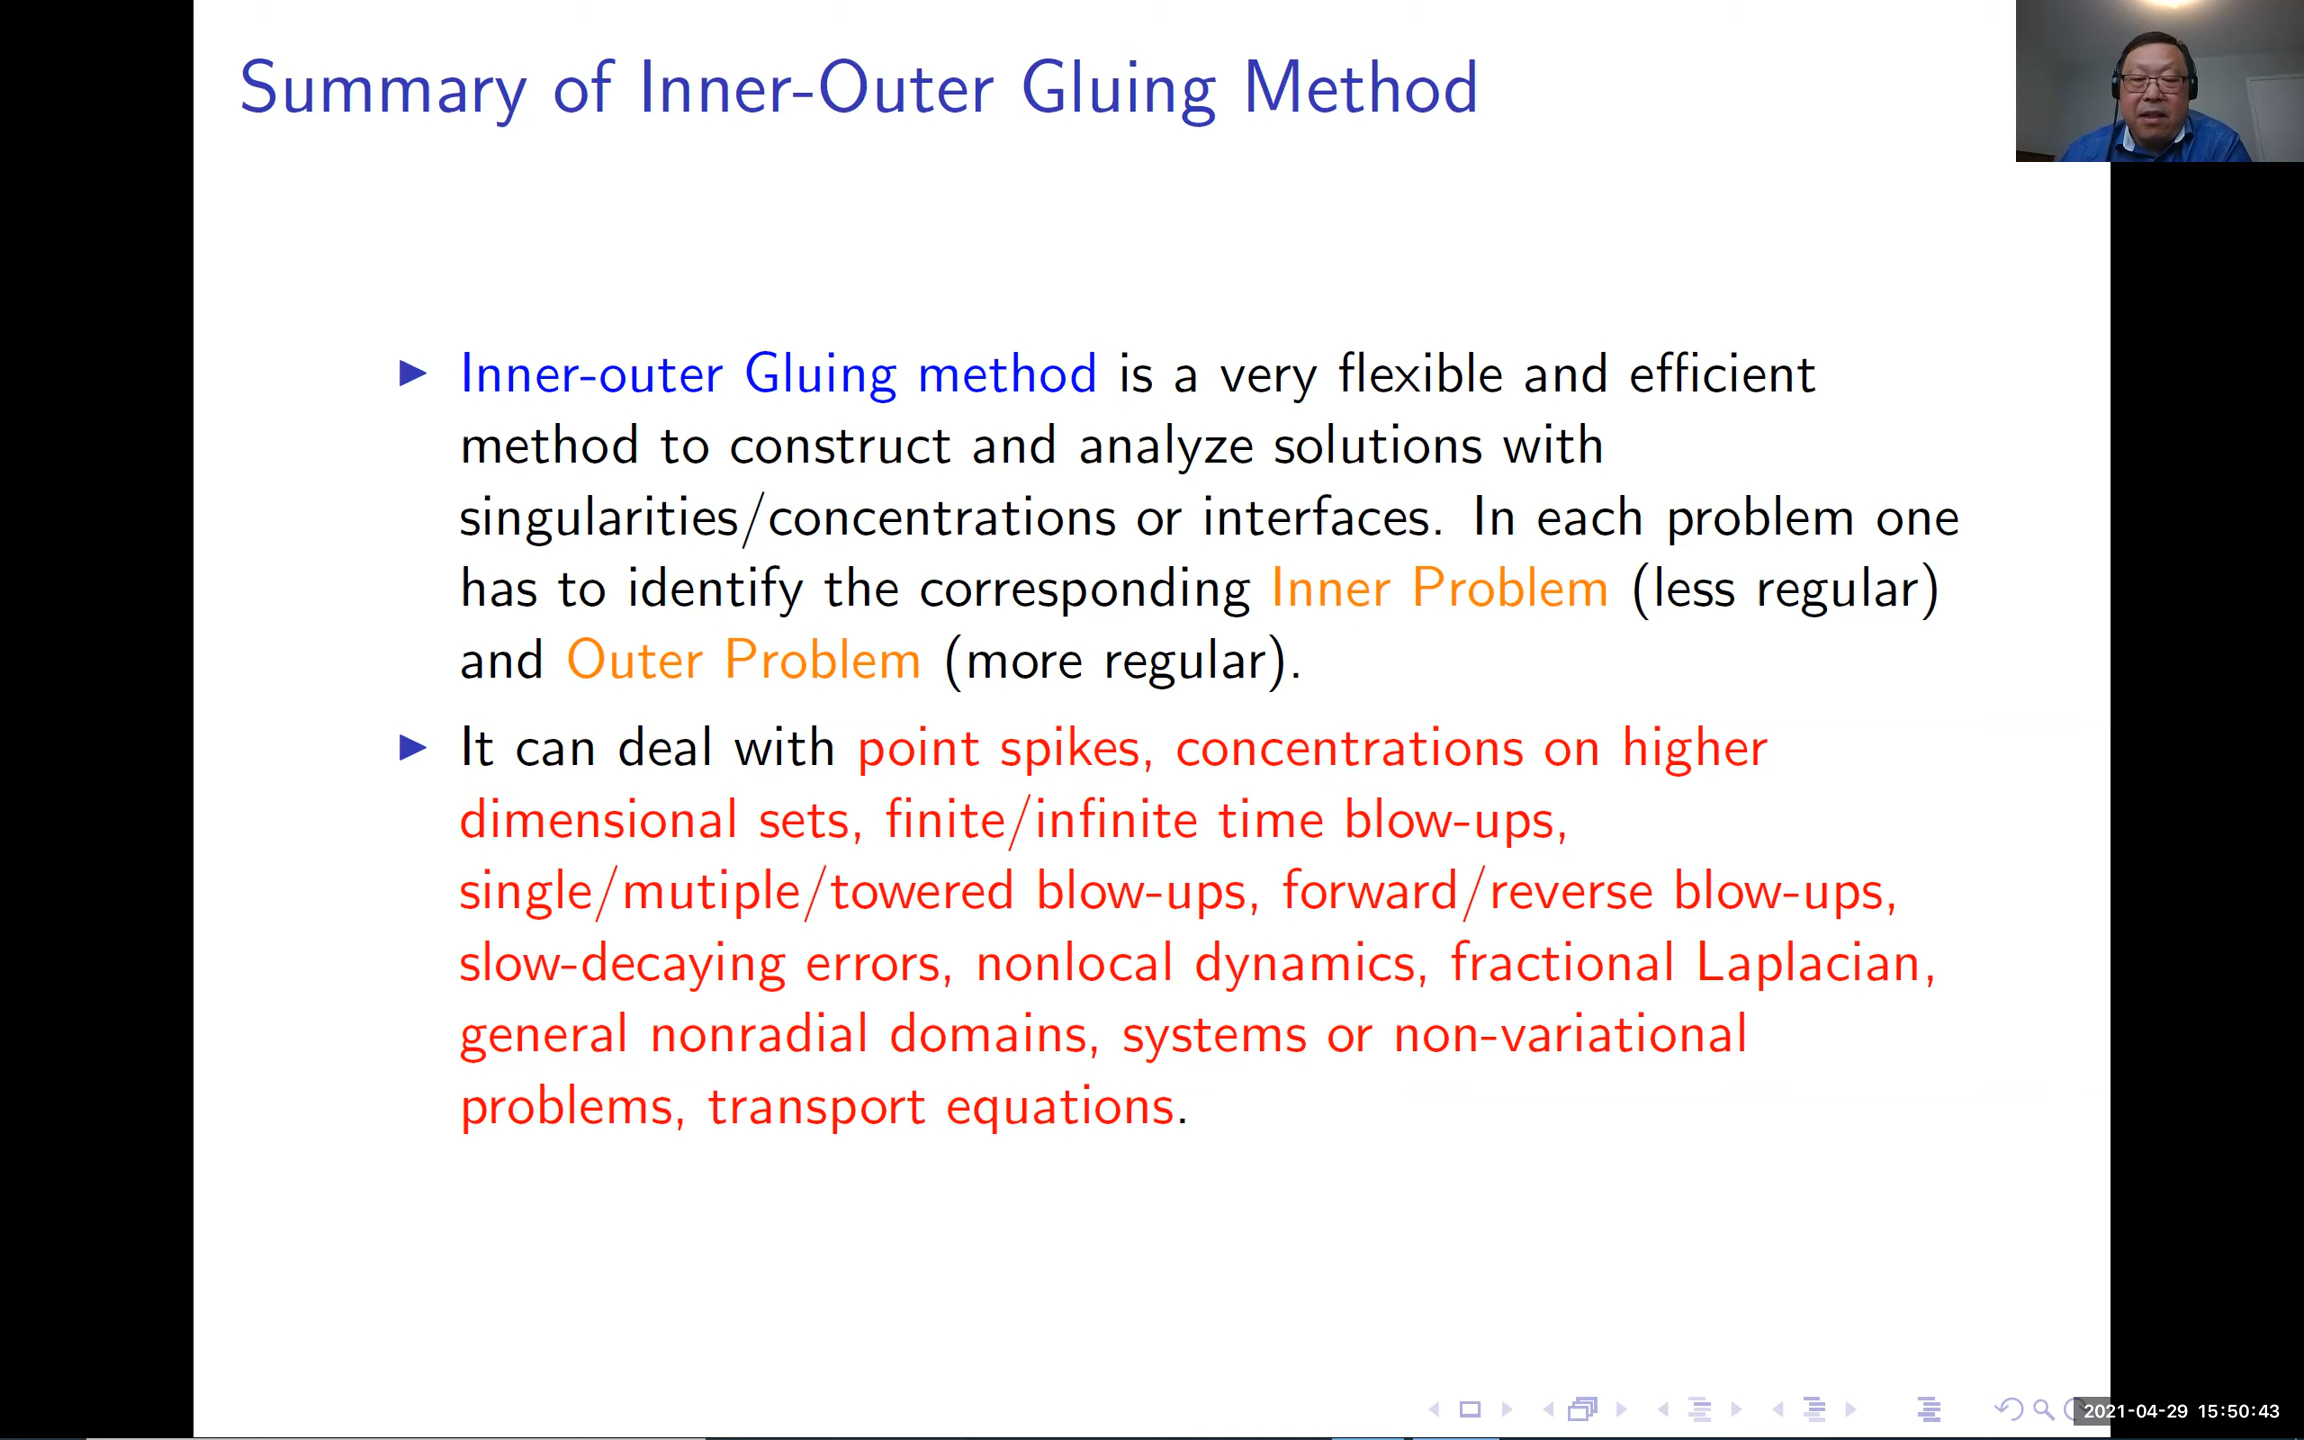 Summary of Inner-Outer Gluing Method
Inner-outer Gluing method is a very flexible and efficient
method to construct and analyze solutions with
singularities/concentrations or interfaces. In each problem one
has to identify the corresponding Inner Problem (less regular)
and Outer Problem (more regular).
It can deal with point spikes, concentrations on higher
dimensional sets, finite/infinite time blow-ups,
single/mutiple/towered blow-ups, forward/reverse blow-ups,
slow-decaying errors, nonlocal dynamics, fractional Laplacian,
general nonradial domains, systems or non-variational
problems, transport equations.
2021-04-29 15:50:43